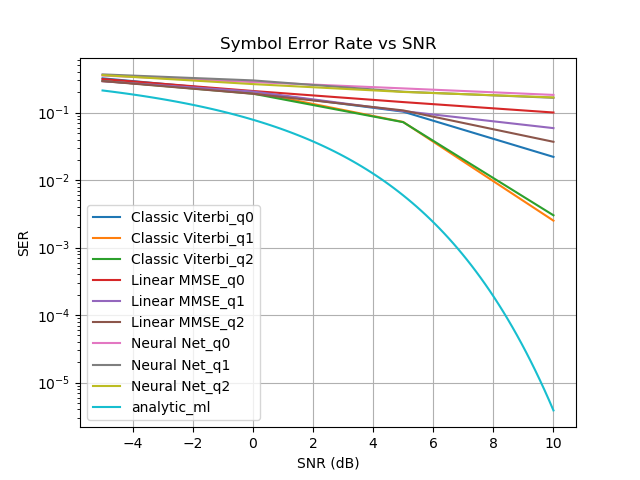 Symbol Error Rate vs SNR
SER
10⁻¹
10⁻²
10⁻³
10⁻⁴
10⁻⁵
Classic Viterbi_q0
Classic Viterbi_q1
Classic Viterbi_q2
Linear MMSE_q0
Linear MMSE_q1
Linear MMSE_q2
Neural Net_q0
Neural Net_q1
Neural Net_q2
analytic_ml
−4 −2 0 2 4 6 8 10
SNR (dB)